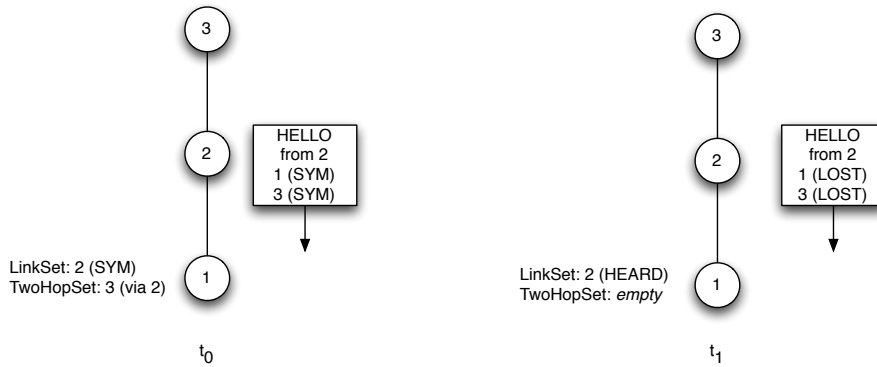 3
2
HELLO
from 2
1 (SYM)
3 (SYM)
1
LinkSet: 2 (SYM)
TwoHopSet: 3 (via 2)
t0
3
2
HELLO
from 2
1 (LOST)
3 (LOST)
1
LinkSet: 2 (HEARD)
TwoHopSet: empty
t1